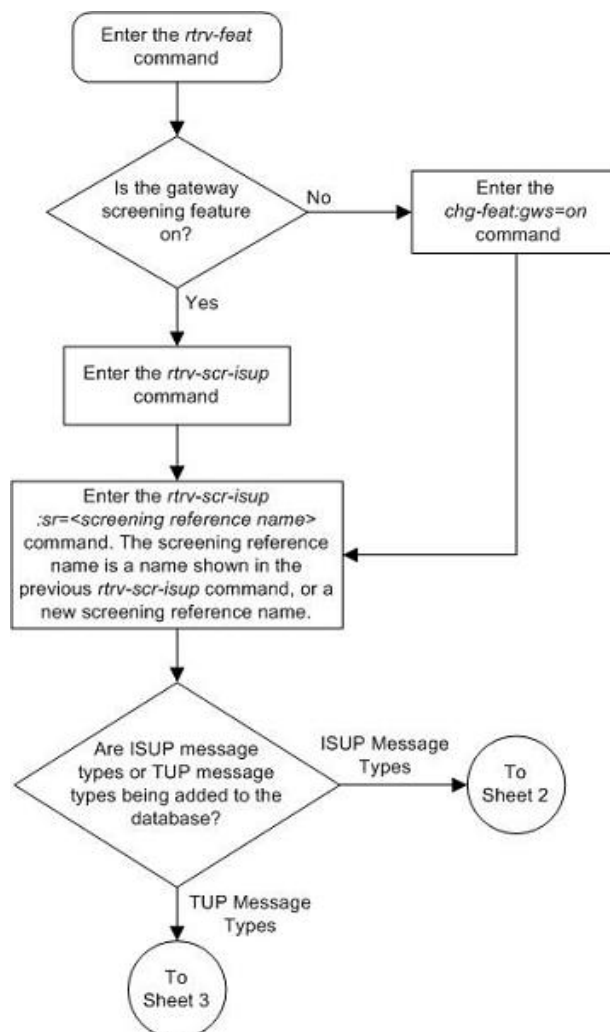 Enter the rtrv-feat
command
Is the gateway
screening feature
on?
No
Enter the
chg-feat:gws=on
command
Yes
Enter the rtrv-scr-isup
command
Enter the rtrv-scr-isup
:sr=<screening reference name>
command. The screening reference
name is a name shown in the
previous rtrv-scr-isup command, or a
new screening reference name.
Are ISUP message
types or TUP message
types being added to the
database?
ISUP Message
Types
To
Sheet 2
TUP Message
Types
To
Sheet 3